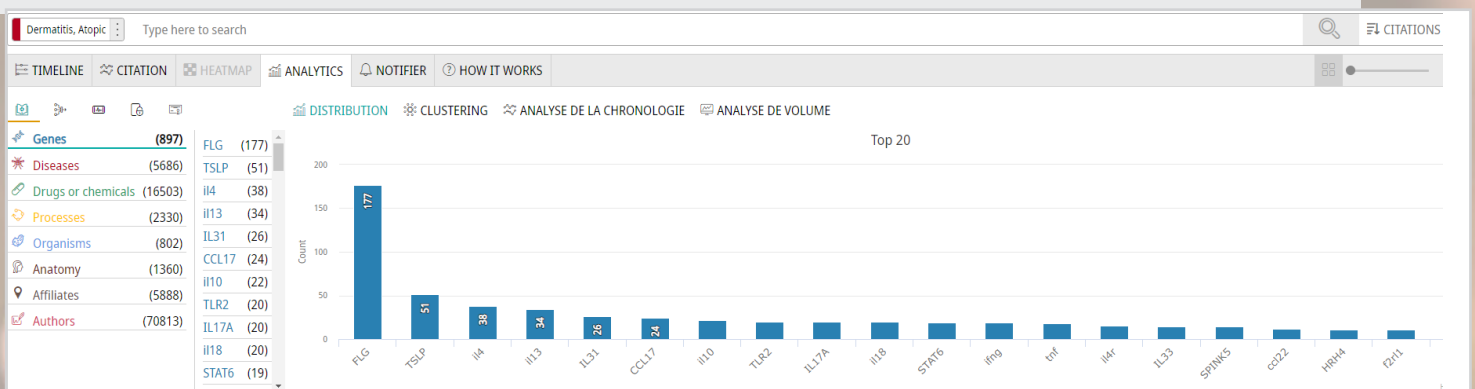 Dermatitis, Atopic
Type here to search
CITATIONS
TIMELINE CITATION HEATMAP ANALYTICS NOTIFIER HOW IT WORKS
DISTRIBUTION CLUSTERING ANALYSE DE LA CHRONOLOGIE ANALYSE DE VOLUME
Genes (897)
Diseases (5686)
Drugs or chemicals (16503)
Processes (2330)
Organisms (802)
Anatomy (1360)
Affiliates (5888)
Authors (70813)
FLG (177)
TSLP (51)
il4 (38)
il13 (34)
IL31 (26)
CCL17 (24)
il10 (22)
TLR2 (20)
IL17A (20)
il18 (20)
STAT6 (19)
Top 20
Count
200
150
100
50
0
177
51
38
34
26
24
FLG
TSLP
il4
il13
IL31
CCL17
il10
TLR2
IL17A
il18
STAT6
ifng
tnf
il4r
IL33
SPINK5
ccl22
HRH4
f2rl1